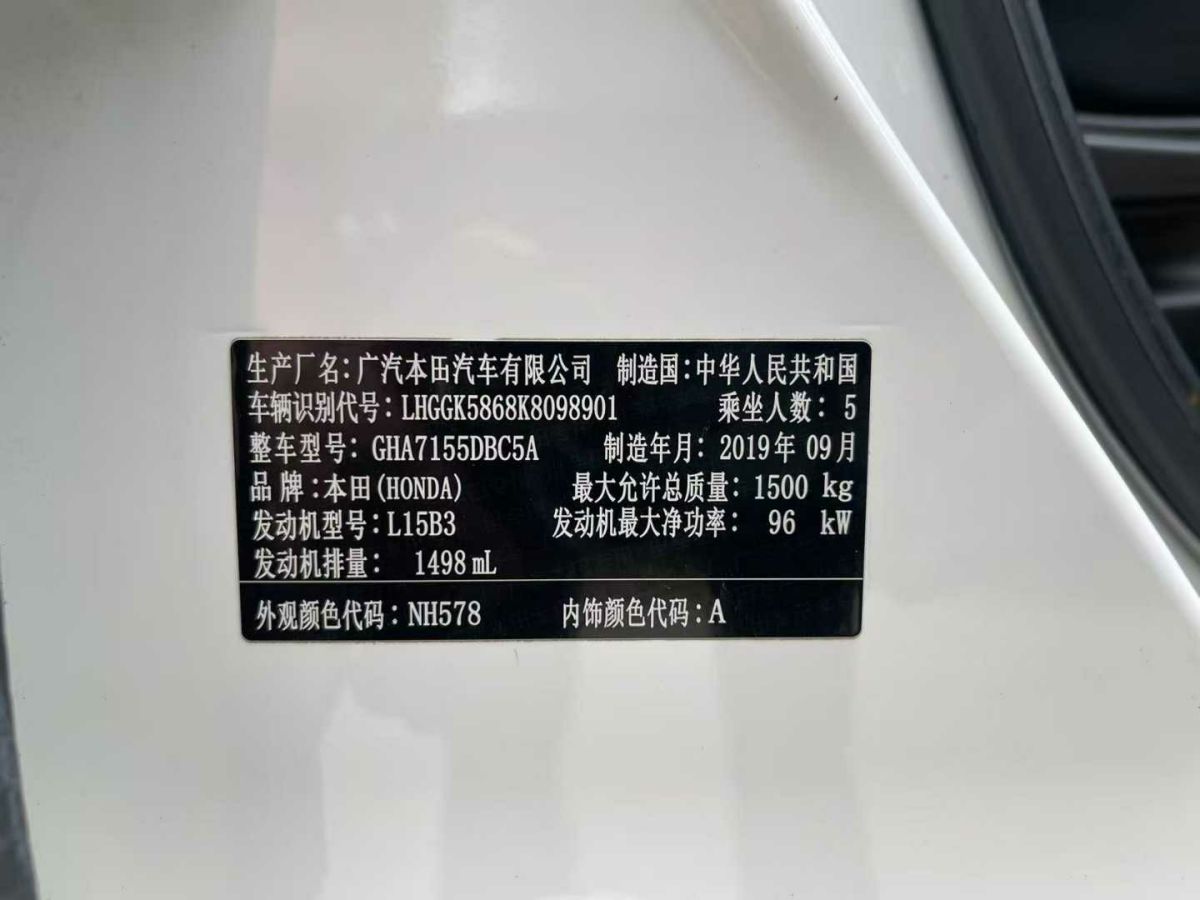 生产厂名:广汽本田汽车有限公司 制造国:中华人民共和国
车辆识别代号:LHGGK5868K8098901 乘坐人数:5
整车型号:GHA7155DBC5A 制造年月:2019年09月
品牌:本田(HONDA) 最大允许总质量:1500 kg
发动机型号:L15B3 发动机最大净功率: 96 kW
发动机排量: 1498 mL
外观颜色代码:NH578 内饰颜色代码:A